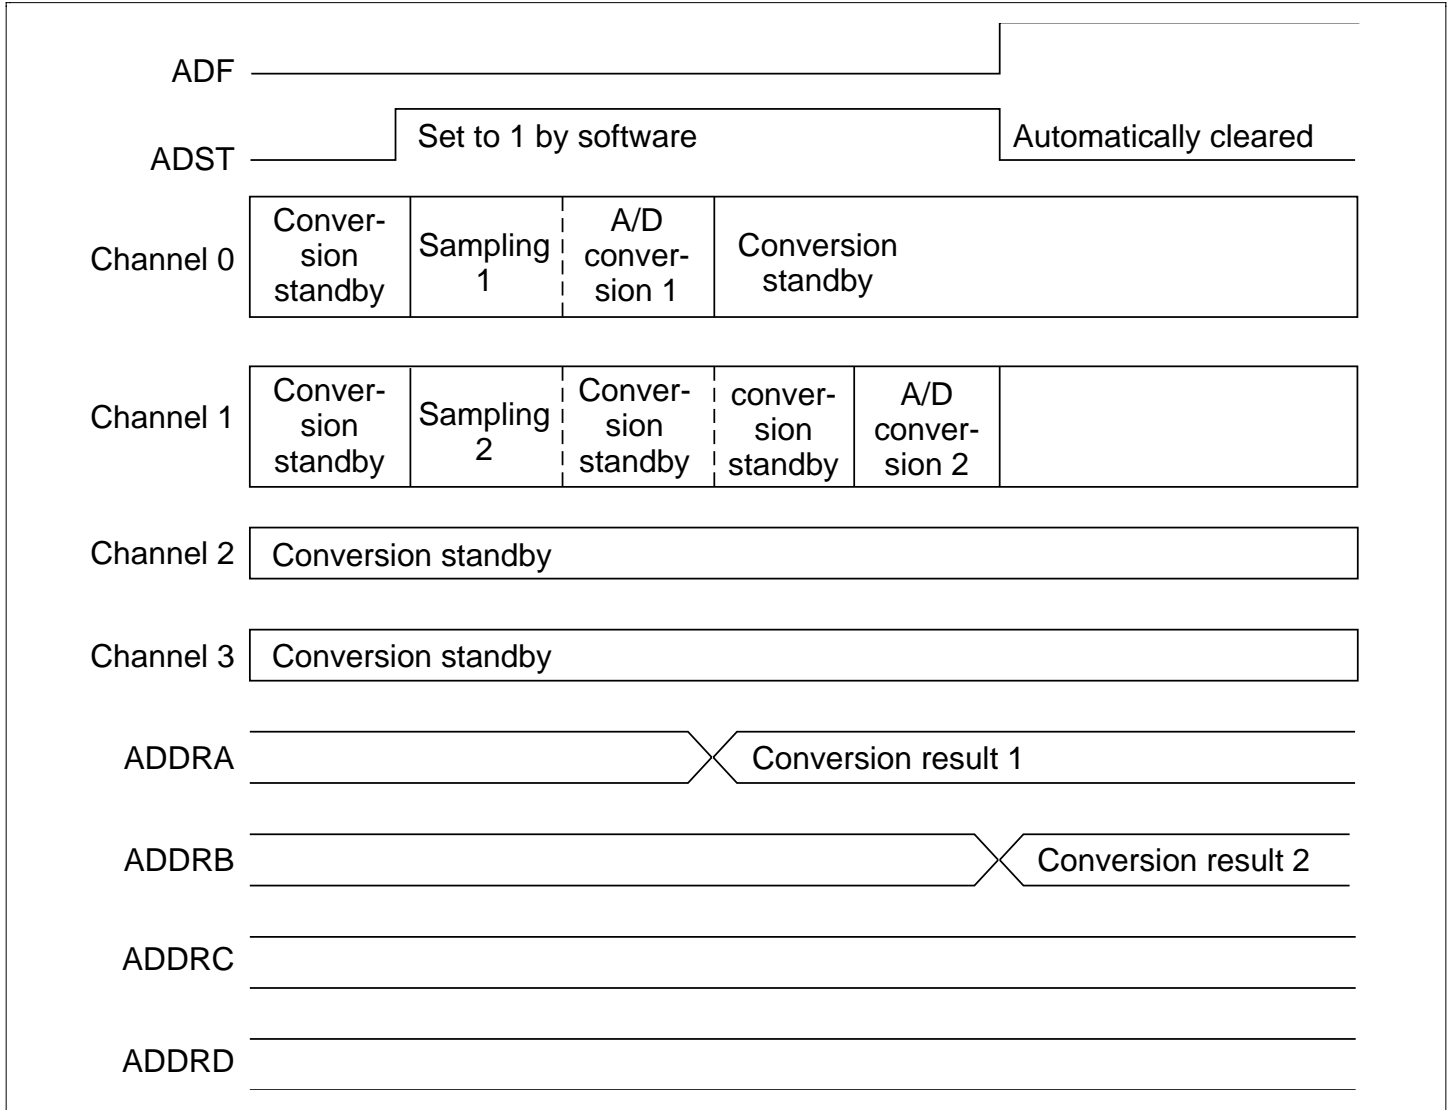 ADF
ADST
Set to 1 by software
Automatically cleared
Channel 0
Conver-
sion
standby
Sampling
1
A/D
conver-
sion 1
Conversion
standby
Channel 1
Conver-
sion
standby
Sampling
2
Conver-
sion
standby
conver-
sion
standby
A/D
conver-
sion 2
Channel 2
Conversion standby
Channel 3
Conversion standby
ADDRA
Conversion result 1
ADDRB
Conversion result 2
ADDRC
ADDRD